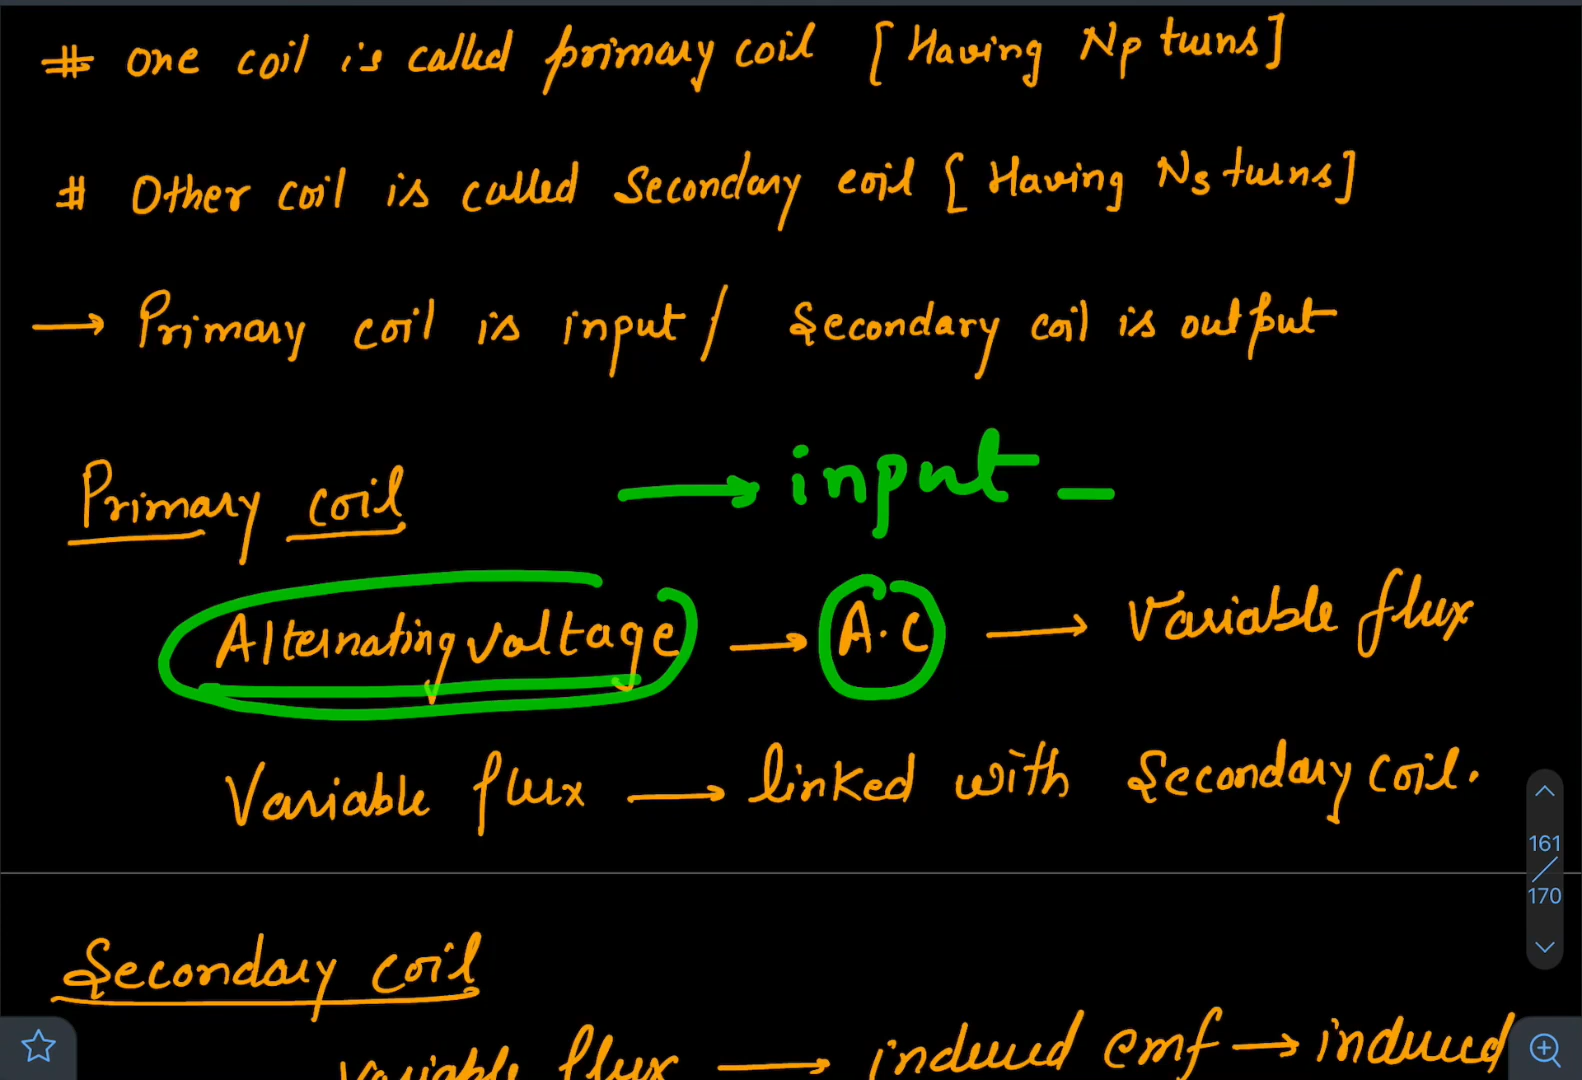 # one coil is called primary coil [Having Np turns]
# Other coil is called Secondary coil [Having Ns turns]
→ Primary coil is input / Secondary coil is output
Primary coil → input -
Alternating voltage → A.C → Variable flux
Variable flux → linked with Secondary coil.
161
170
Secondary coil
Variable flux → induced emf → induced